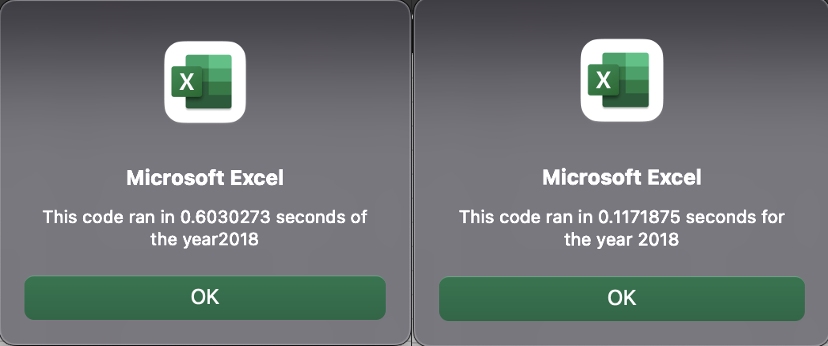 X
Microsoft Excel
This code ran in 0.6030273 seconds of
the year2018
OK
X
Microsoft Excel
This code ran in 0.1171875 seconds for
the year 2018
OK